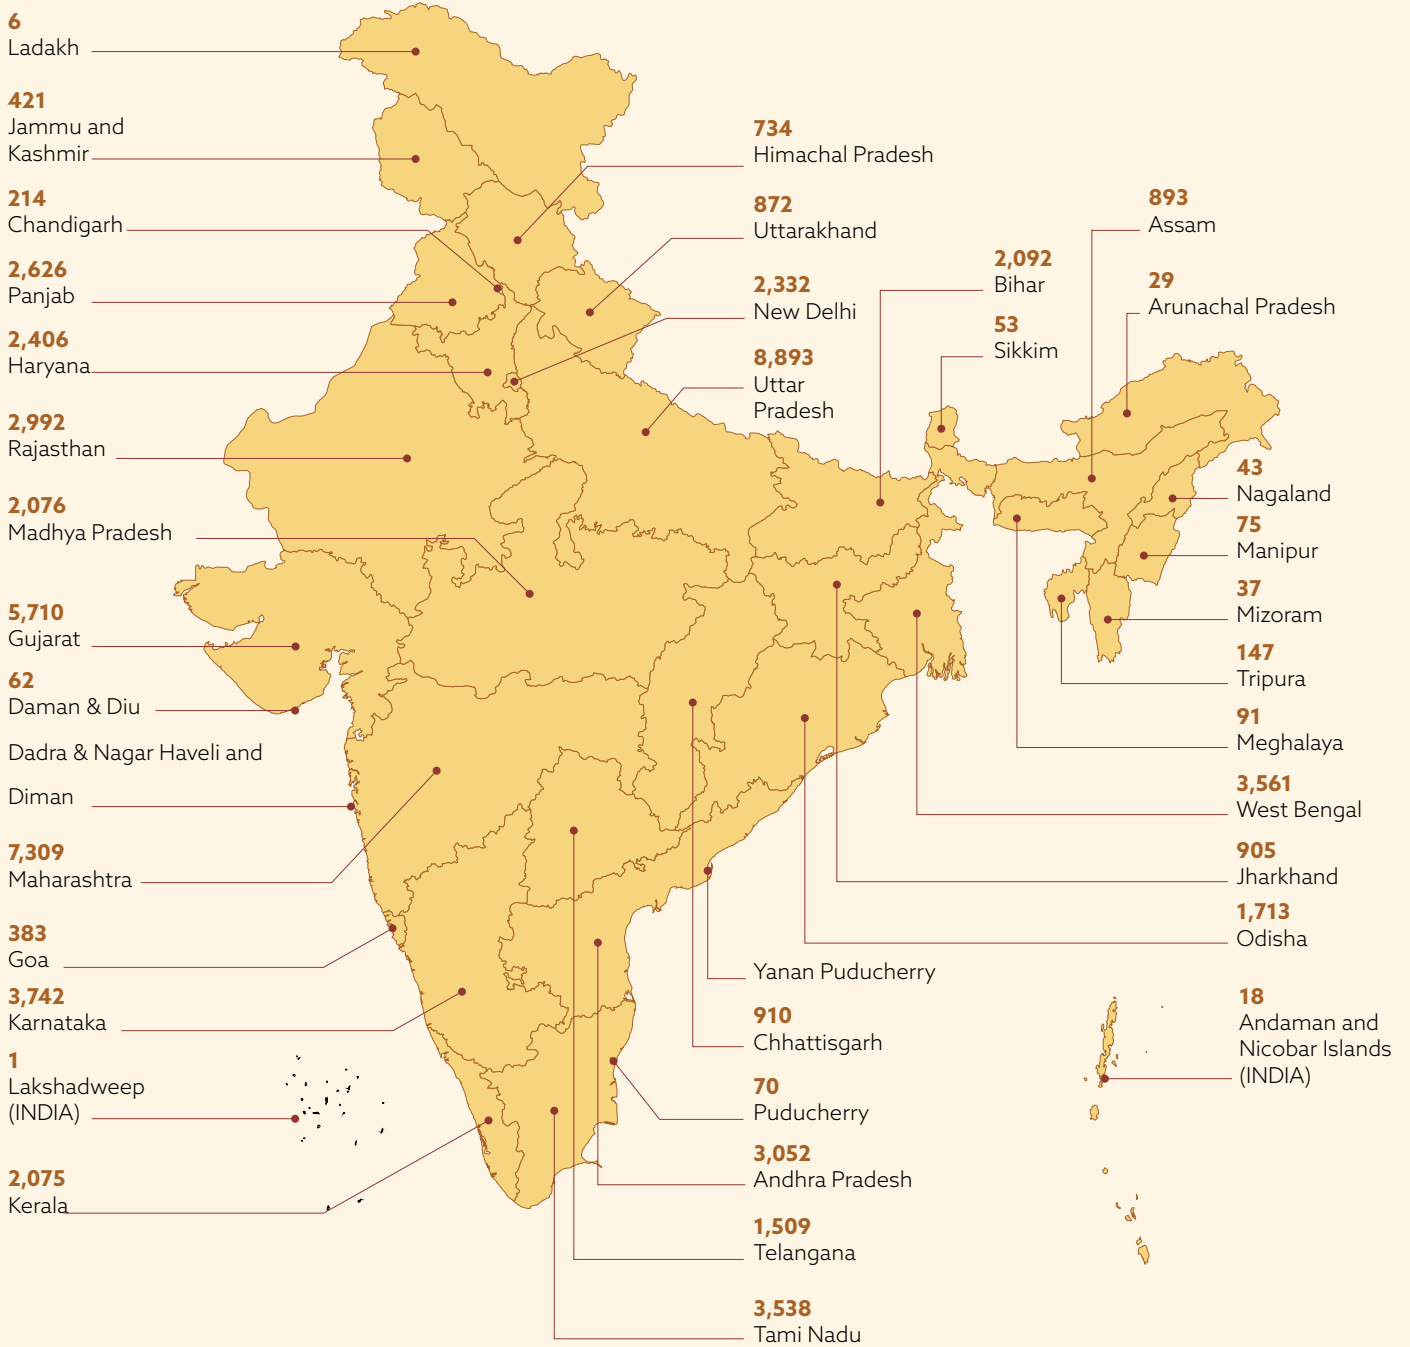 6
Ladakh
421
Jammu and
Kashmir
214
Chandigarh
2,626
Panjab
2,406
Haryana
2,992
Rajasthan
2,076
Madhya Pradesh
5,710
Gujarat
62
Daman & Diu
Dadra & Nagar Haveli and
Diman
7,309
Maharashtra
383
Goa
3,742
Karnataka
1
Lakshadweep
(INDIA)
2,075
Kerala
734
Himachal Pradesh
872
Uttarakhand
2,332
New Delhi
8,893
Uttar
Pradesh
2,092
Bihar
53
Sikkim
893
Assam
29
Arunachal Pradesh
43
Nagaland
75
Manipur
37
Mizoram
147
Tripura
91
Meghalaya
3,561
West Bengal
905
Jharkhand
1,713
Odisha
Yanan Puducherry
910
Chhattisgarh
70
Puducherry
3,052
Andhra Pradesh
1,509
Telangana
3,538
Tami Nadu
18
Andaman and
Nicobar Islands
(INDIA)